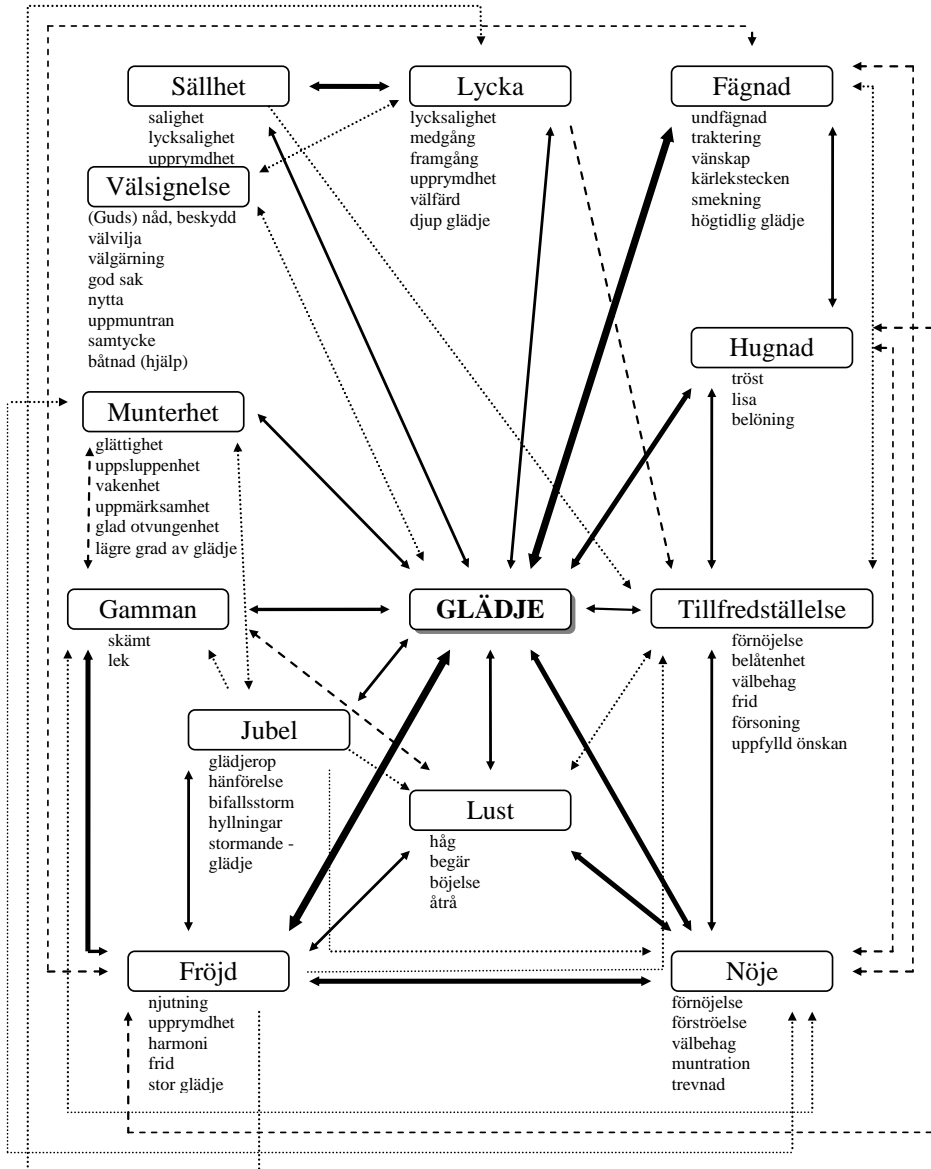 Sällhet
salighet
lycksalighet
upprymdhet
Lycka
lycksalighet
medgång
framgång
upprymdhet
välfärd
djup glädje
Fägnad
undfägnad
traktering
vänskap
kärlekstecken
smekning
högtidlig glädje
Välsignelse
(Guds) nåd, beskydd
välvilja
välgärning
god sak
nytta
uppmuntran
samtycke
båtnad (hjälp)
Hugnad
tröst
lisa
belöning
Munterhet
glättighet
uppsluppenhet
vakenhet
uppmärksamhet
glad otvungenhet
lägre grad av glädje
Gamman
skämt
lek
GLÄDJE
Tillfredställelse
förnöjelse
belåtenhet
välbehag
frid
försoning
uppfylld önskan
Jubel
glädjerop
hänförelse
bifallsstorm
hyllningar
stormande -
glädje
Lust
håg
begär
böjelse
åtrå
Fröjd
njutning
upprymdhet
harmoni
frid
stor glädje
Nöje
förnöjelse
förströelse
välbehag
muntration
trevnad